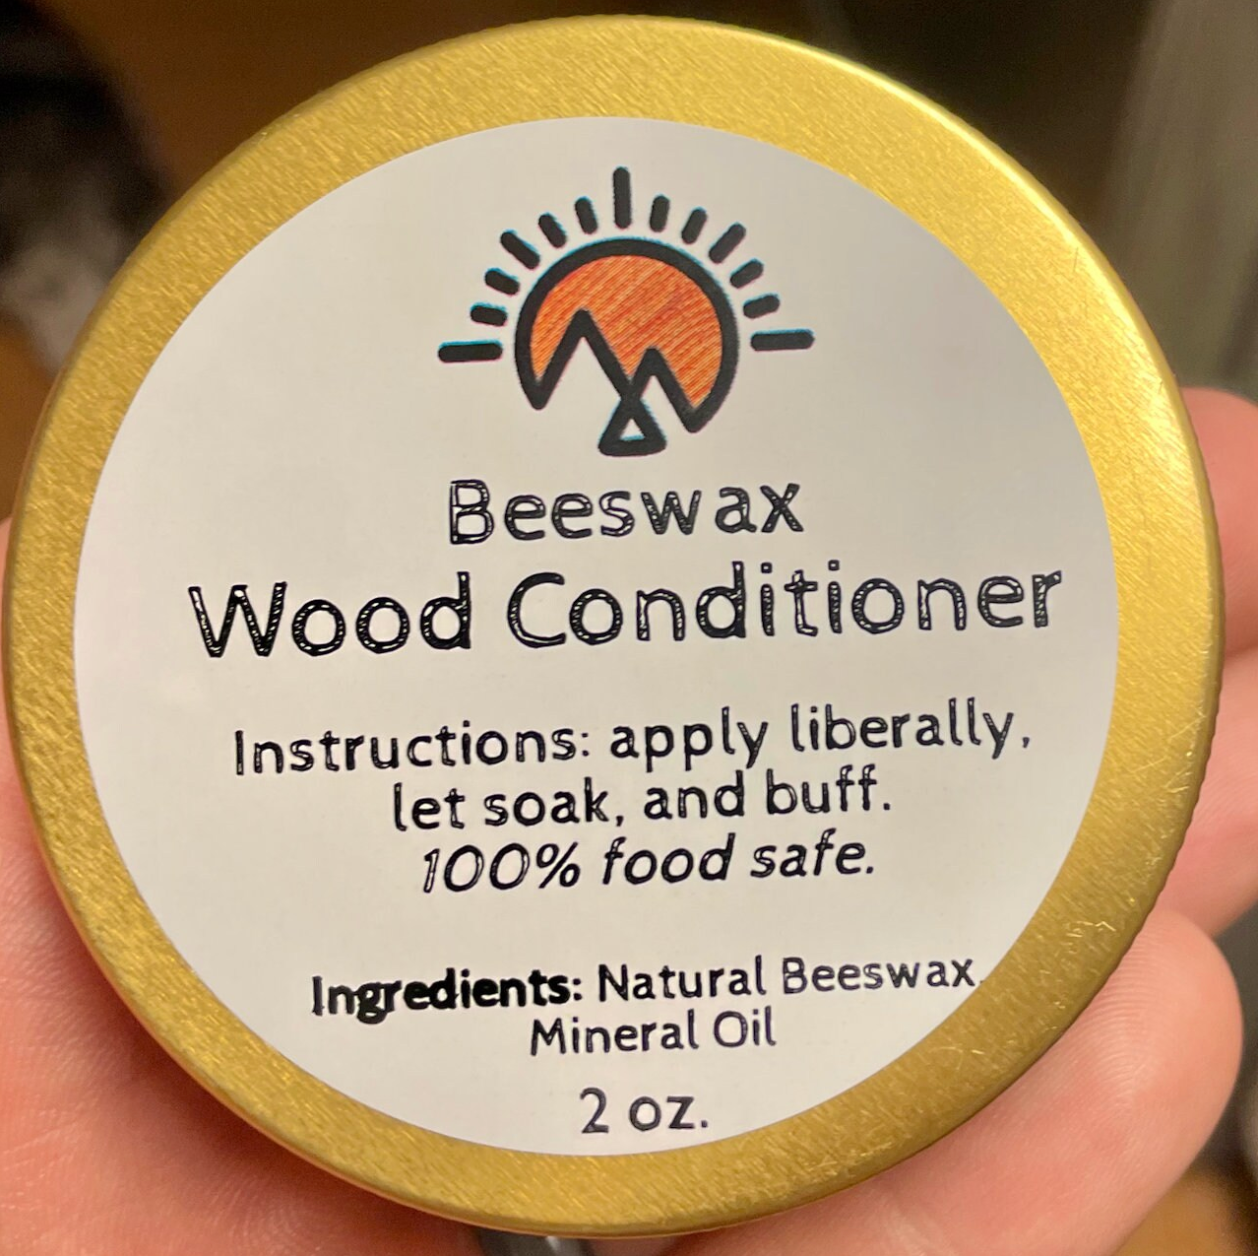 Beeswax
Wood Conditioner
Instructions: apply liberally,
let soak, and buff.
100% food safe.
Ingredients: Natural Beeswax,
Mineral Oil
2 oz.